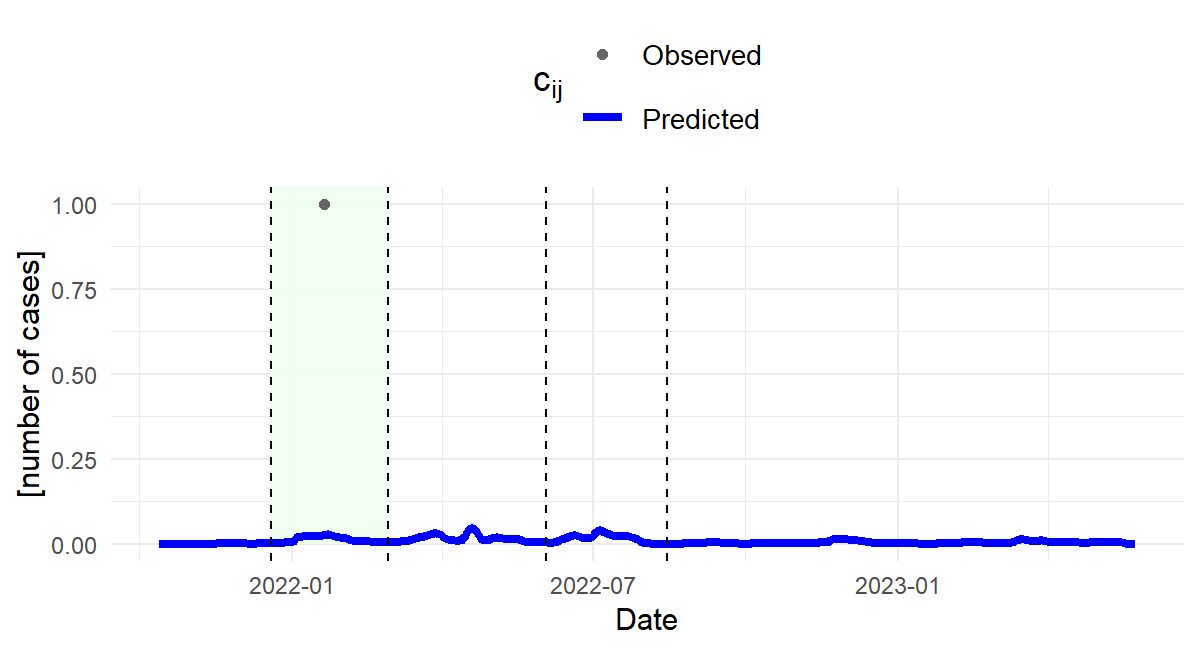 c_ij
Observed
Predicted
[number of cases]
1.00
0.75
0.50
0.25
0.00
2022-01
2022-07
2023-01
Date